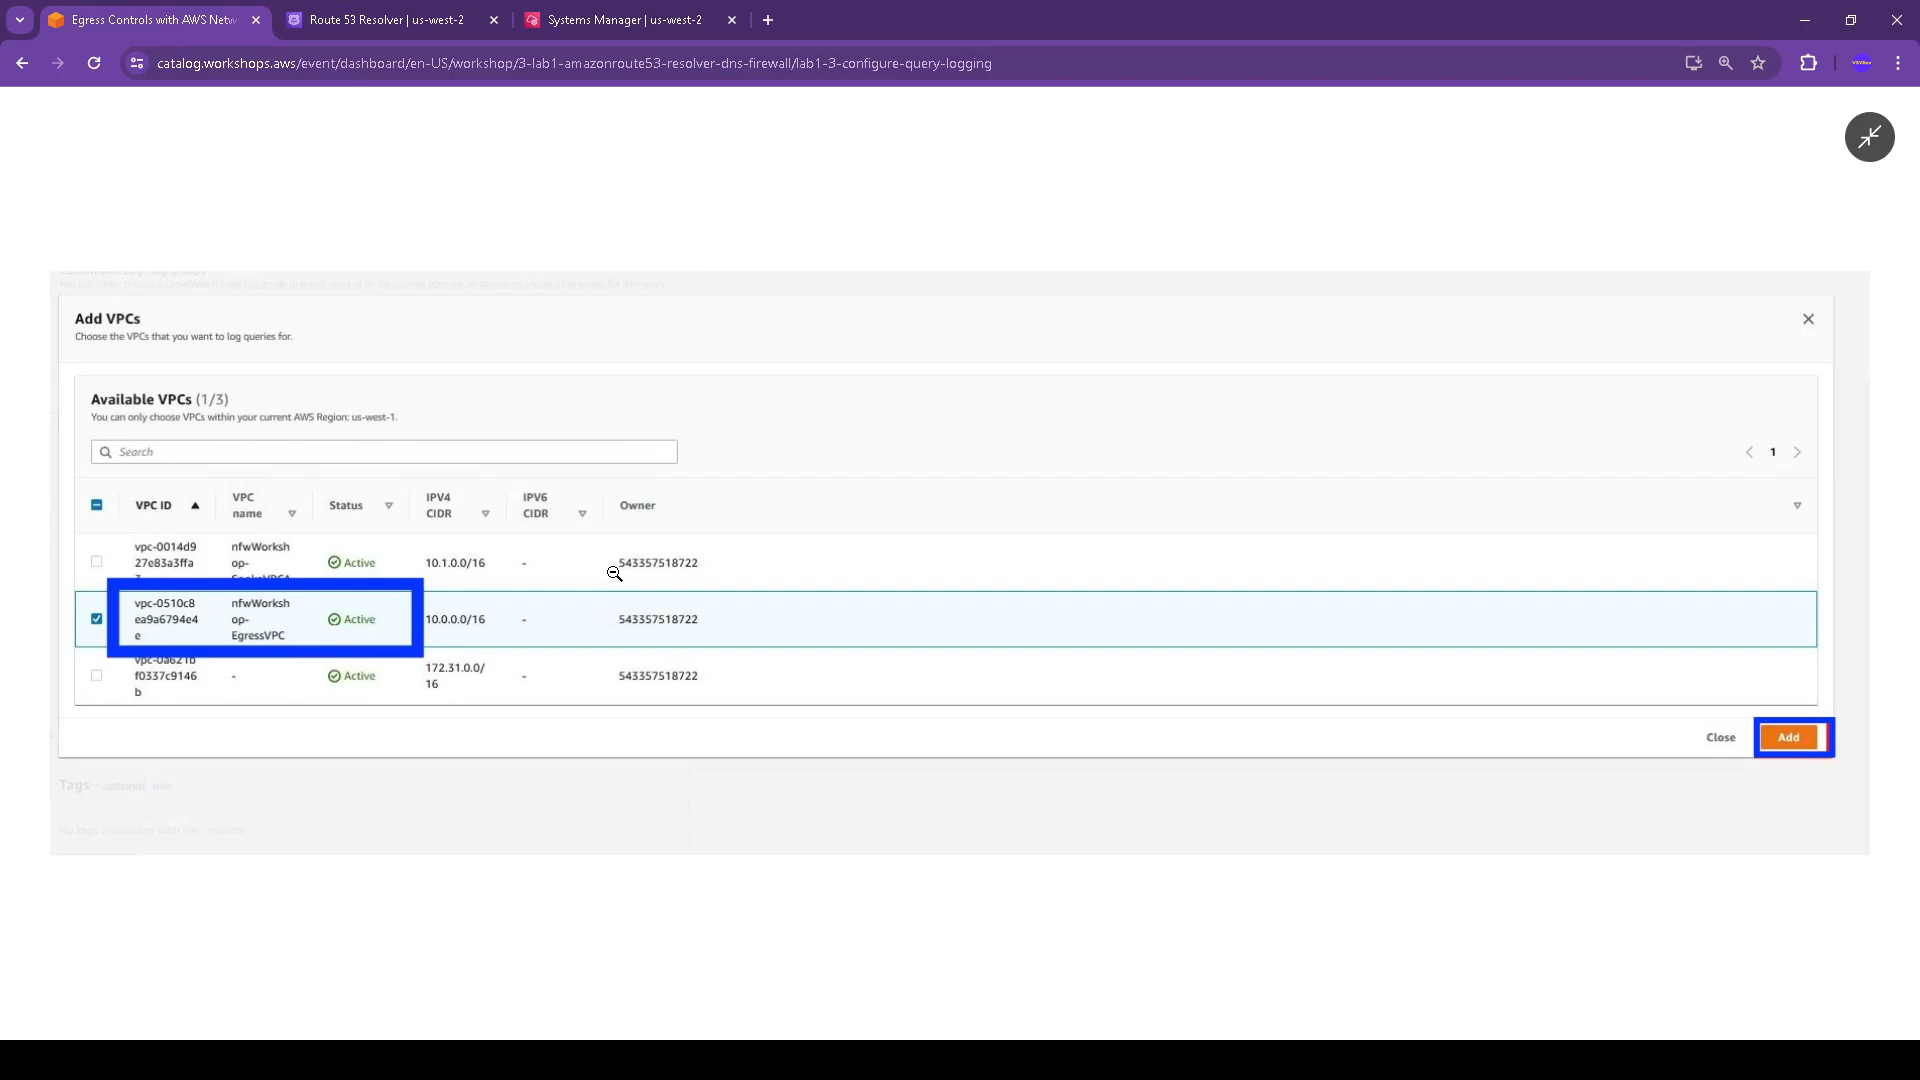 Egress Controls with AWS Netw
Route 53 Resolver | us-west-2
Systems Manager | us-west-2
catalog.workshops.aws/event/dashboard/en-US/workshop/3-lab1-amazonroute53-resolver-dns-firewall/lab1-3-configure-query-logging
Add VPCs
Choose the VPCs that you want to log queries for.
Available VPCs (1/3)
You can only choose VPCs within your current AWS Region: us-west-1.
Search
1
VPC ID
VPC name
Status
IPV4 CIDR
IPV6 CIDR
Owner
vpc-0014d9
27e83a3ffa
nfwWorksh
op-
SpokeVPCA
Active
10.1.0.0/16
-
543357518722
vpc-0510c8
ea9a6794e4
e
nfwWorksh
op-
EgressVPC
Active
10.0.0.0/16
-
543357518722
vpc-0a621b
f0337c9146
b
-
Active
172.31.0.0/
16
-
543357518722
Close
Add
Tags - optional Info